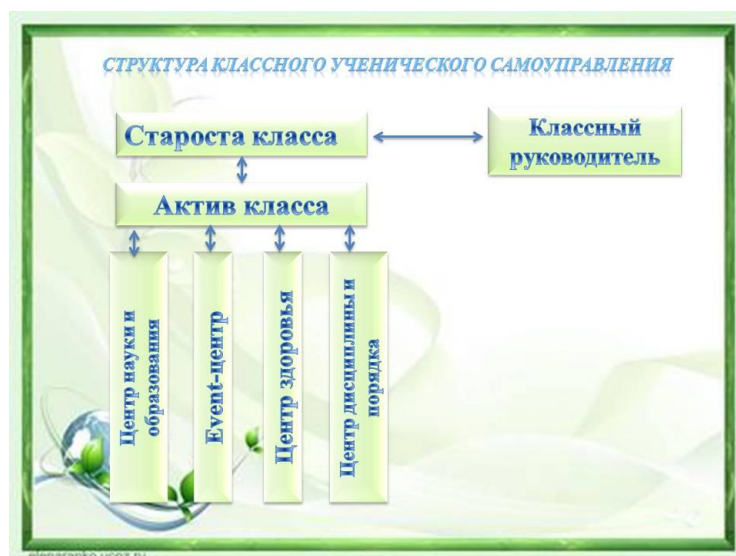 СТРУКТУРА КЛАССНОГО УЧЕНИЧЕСКОГО САМОУПРАВЛЕНИЯ
Староста класса
Классный
руководитель
Актив класса
Центр науки и
образования
Event-центр
Центр здоровья
Центр дисциплины и
порядка